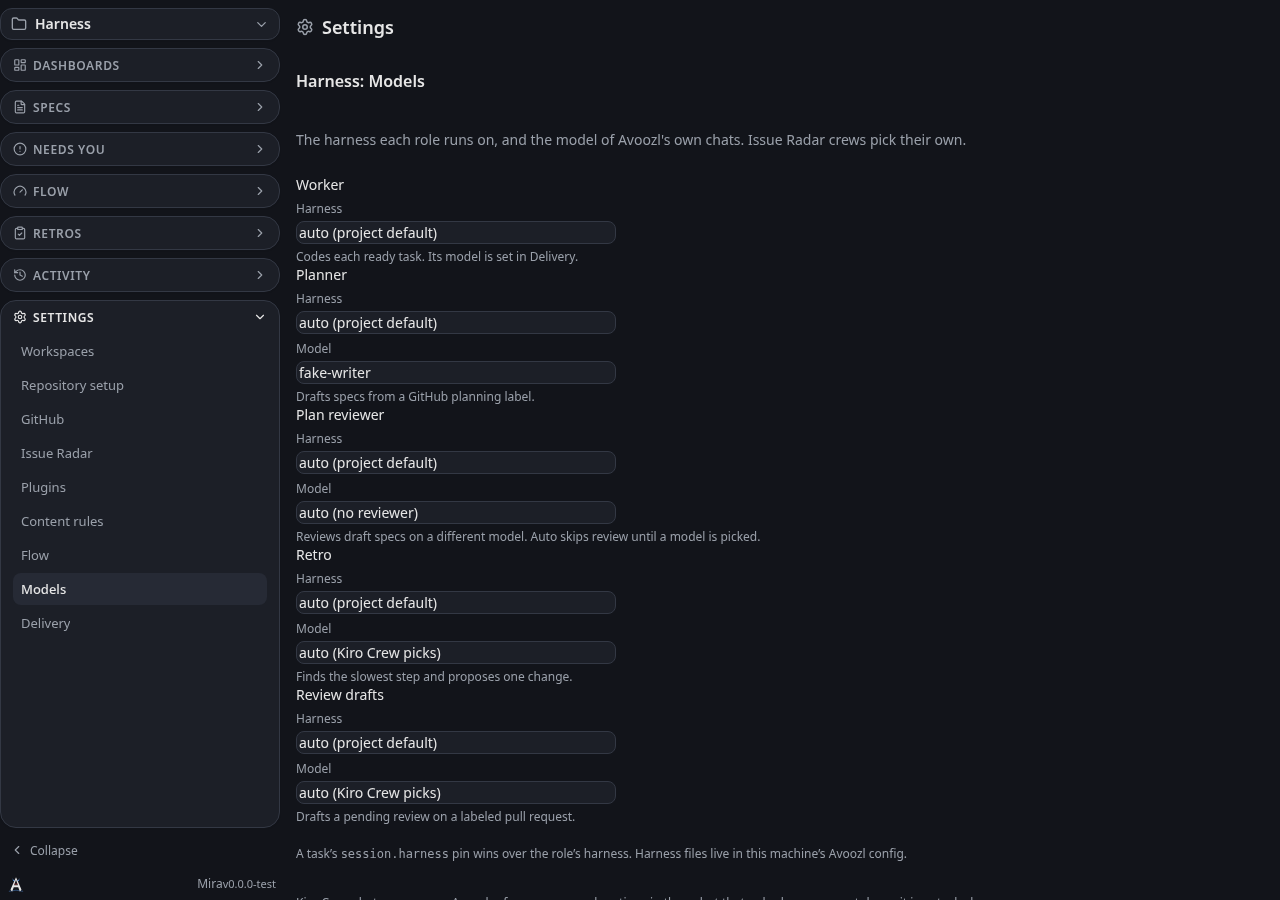 Harness
DASHBOARDS
SPECS
NEEDS YOU
FLOW
RETROS
ACTIVITY
SETTINGS
Workspaces
Repository setup
GitHub
Issue Radar
Plugins
Content rules
Flow
Models
Delivery
Collapse
Mirav0.0.0-test
Settings
Harness: Models
The harness each role runs on, and the model of Avoozl's own chats. Issue Radar crews pick their own.
Worker
Harness
auto (project default)
Codes each ready task. Its model is set in Delivery.
Planner
Harness
auto (project default)
Model
fake-writer
Drafts specs from a GitHub planning label.
Plan reviewer
Harness
auto (project default)
Model
auto (no reviewer)
Reviews draft specs on a different model. Auto skips review until a model is picked.
Retro
Harness
auto (project default)
Model
auto (Kiro Crew picks)
Finds the slowest step and proposes one change.
Review drafts
Harness
auto (project default)
Model
auto (Kiro Crew picks)
Drafts a pending review on a labeled pull request.
A task’s session.harness pin wins over the role’s harness. Harness files live in this machine’s Avoozl config.